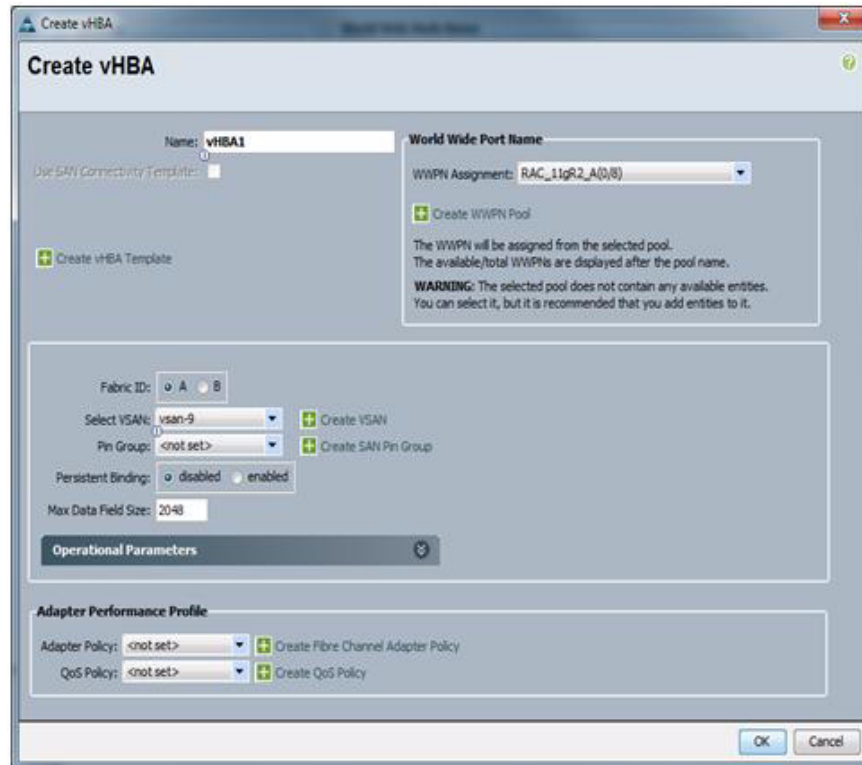 Create vHBA
Create vHBA
Name: vHBA1
Use SAN Connectivity Template:
Create vHBA Template
World Wide Port Name
WWPN Assignment: RAC_11gR2_A(0/8)
Create WWPN Pool
The WWPN will be assigned from the selected pool.
The available/total WWPNs are displayed after the pool name.
WARNING: The selected pool does not contain any available entities.
You can select it, but it is recommended that you add entities to it.
Fabric ID: A B
Select VSAN: vsan-9 Create VSAN
Pin Group: <not set> Create SAN Pin Group
Persistent Binding: disabled enabled
Max Data Field Size: 2048
Operational Parameters
Adapter Performance Profile
Adapter Policy: <not set> Create Fibre Channel Adapter Policy
QoS Policy: <not set> Create QoS Policy
OK Cancel